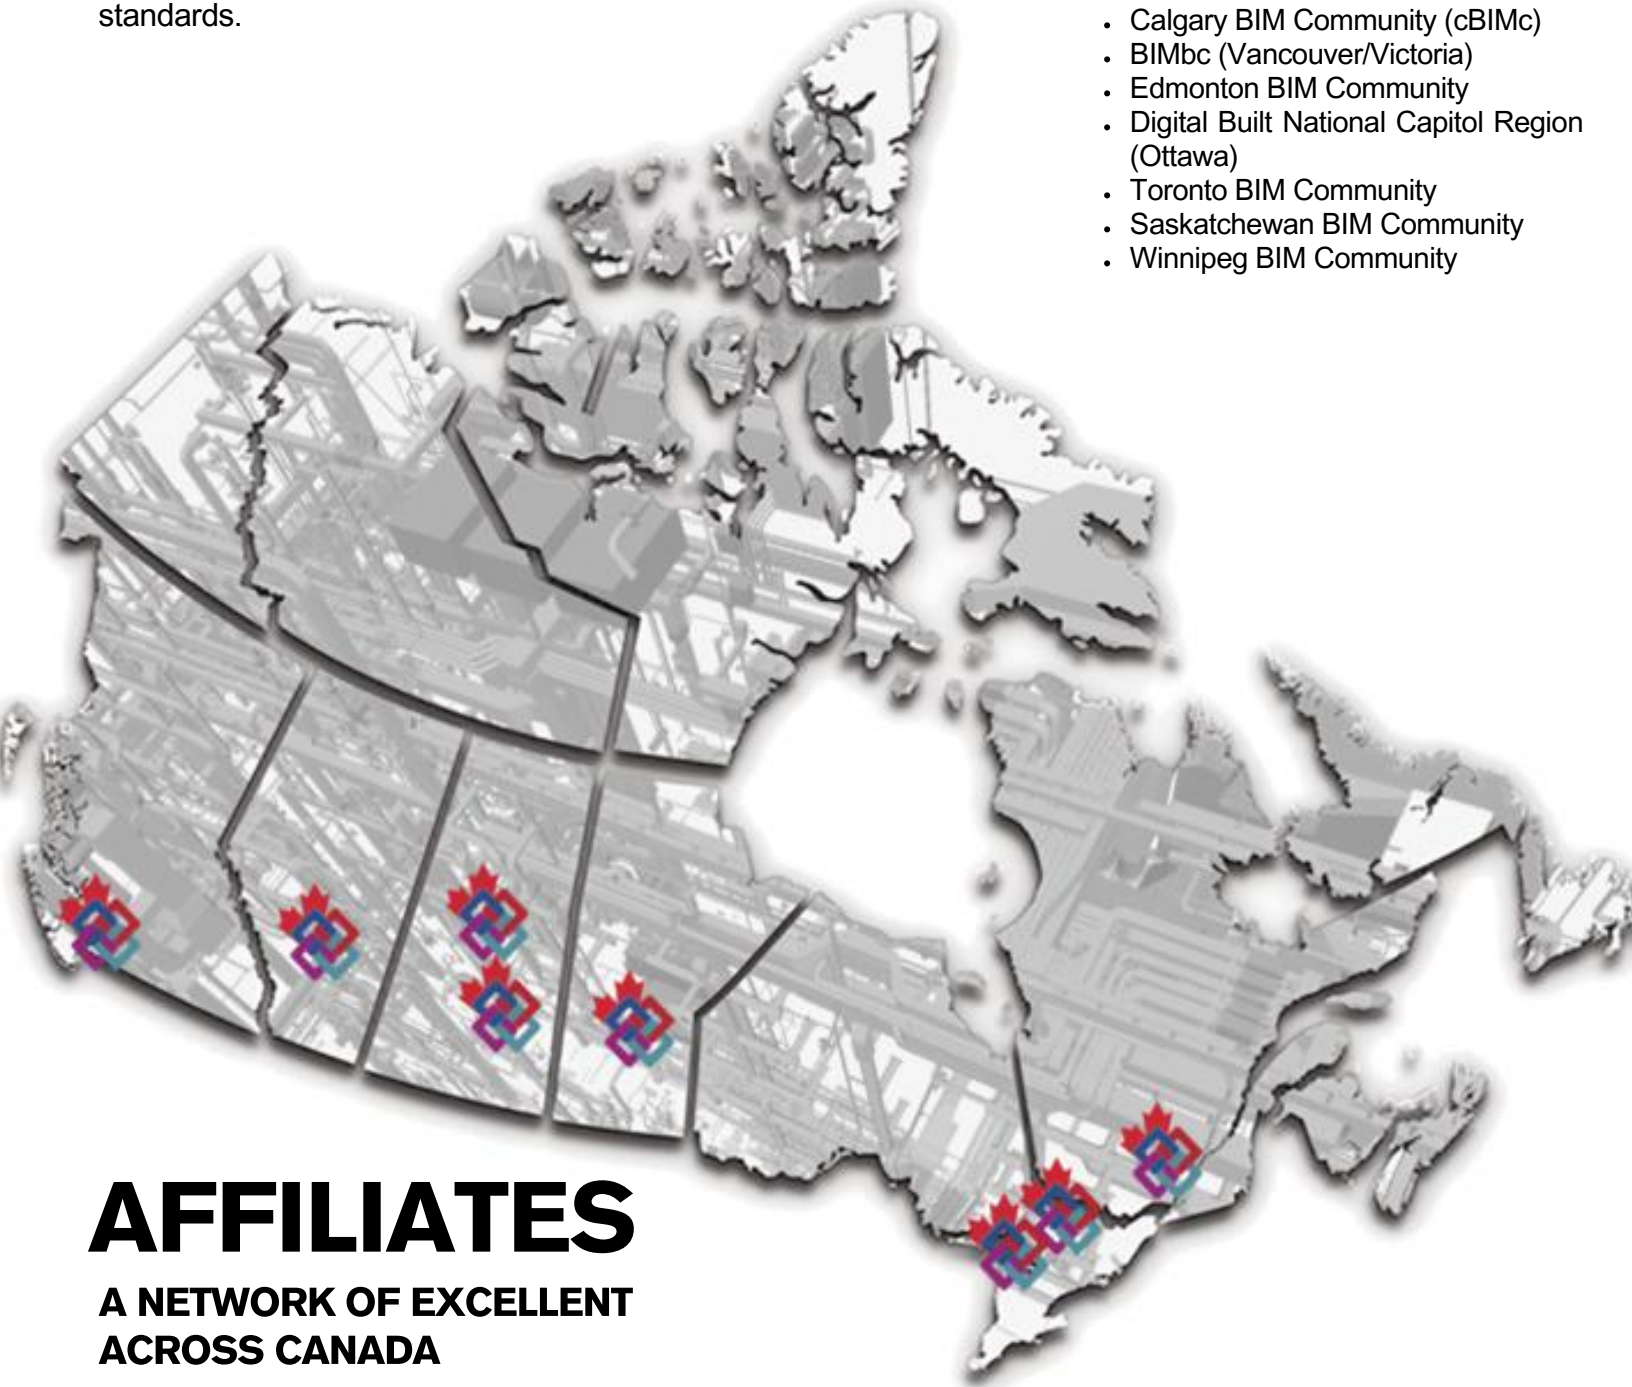 standards.
• Calgary BIM Community (cBIMc)
• BIMbc (Vancouver/Victoria)
• Edmonton BIM Community
• Digital Built National Capitol Region
(Ottawa)
• Toronto BIM Community
• Saskatchewan BIM Community
• Winnipeg BIM Community
AFFILIATES
A NETWORK OF EXCELLENT
ACROSS CANADA